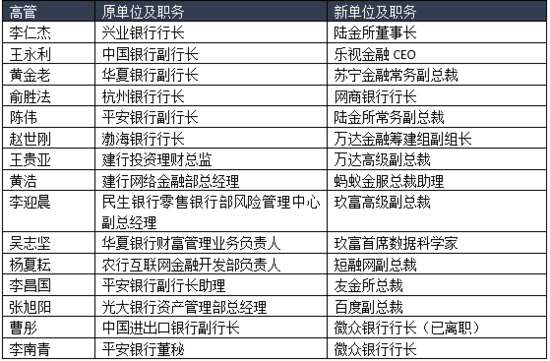 高管 原单位及职务 新单位及职务
李仁杰 兴业银行行长 陆金所董事长
王永利 中国银行副行长 乐视金融 CEO
黄金老 华夏银行副行长 苏宁金融常务副总裁
俞胜法 杭州银行行长 网商银行行长
陈伟 平安银行副行长 陆金所常务副总裁
赵世刚 渤海银行行长 万达金融筹建组副组长
王贵亚 建行投资理财总监 万达高级副总裁
黄浩 建行网络金融部总经理 蚂蚁金服总裁助理
李迎晨 民生银行零售银行部风险管理中心 玖富高级副总裁
副总经理
吴志坚 华夏银行财富管理业务负责人 玖富首席数据科学家
杨夏耘 农行互联网金融开发部负责人 短融网副总裁
李昌国 平安银行副行长助理 友金所总裁
张旭阳 光大银行资产管理部总经理 百度副总裁
曹彤 中国进出口银行副行长 微众银行行长（已离职）
李南青 平安银行董秘 微众银行行长